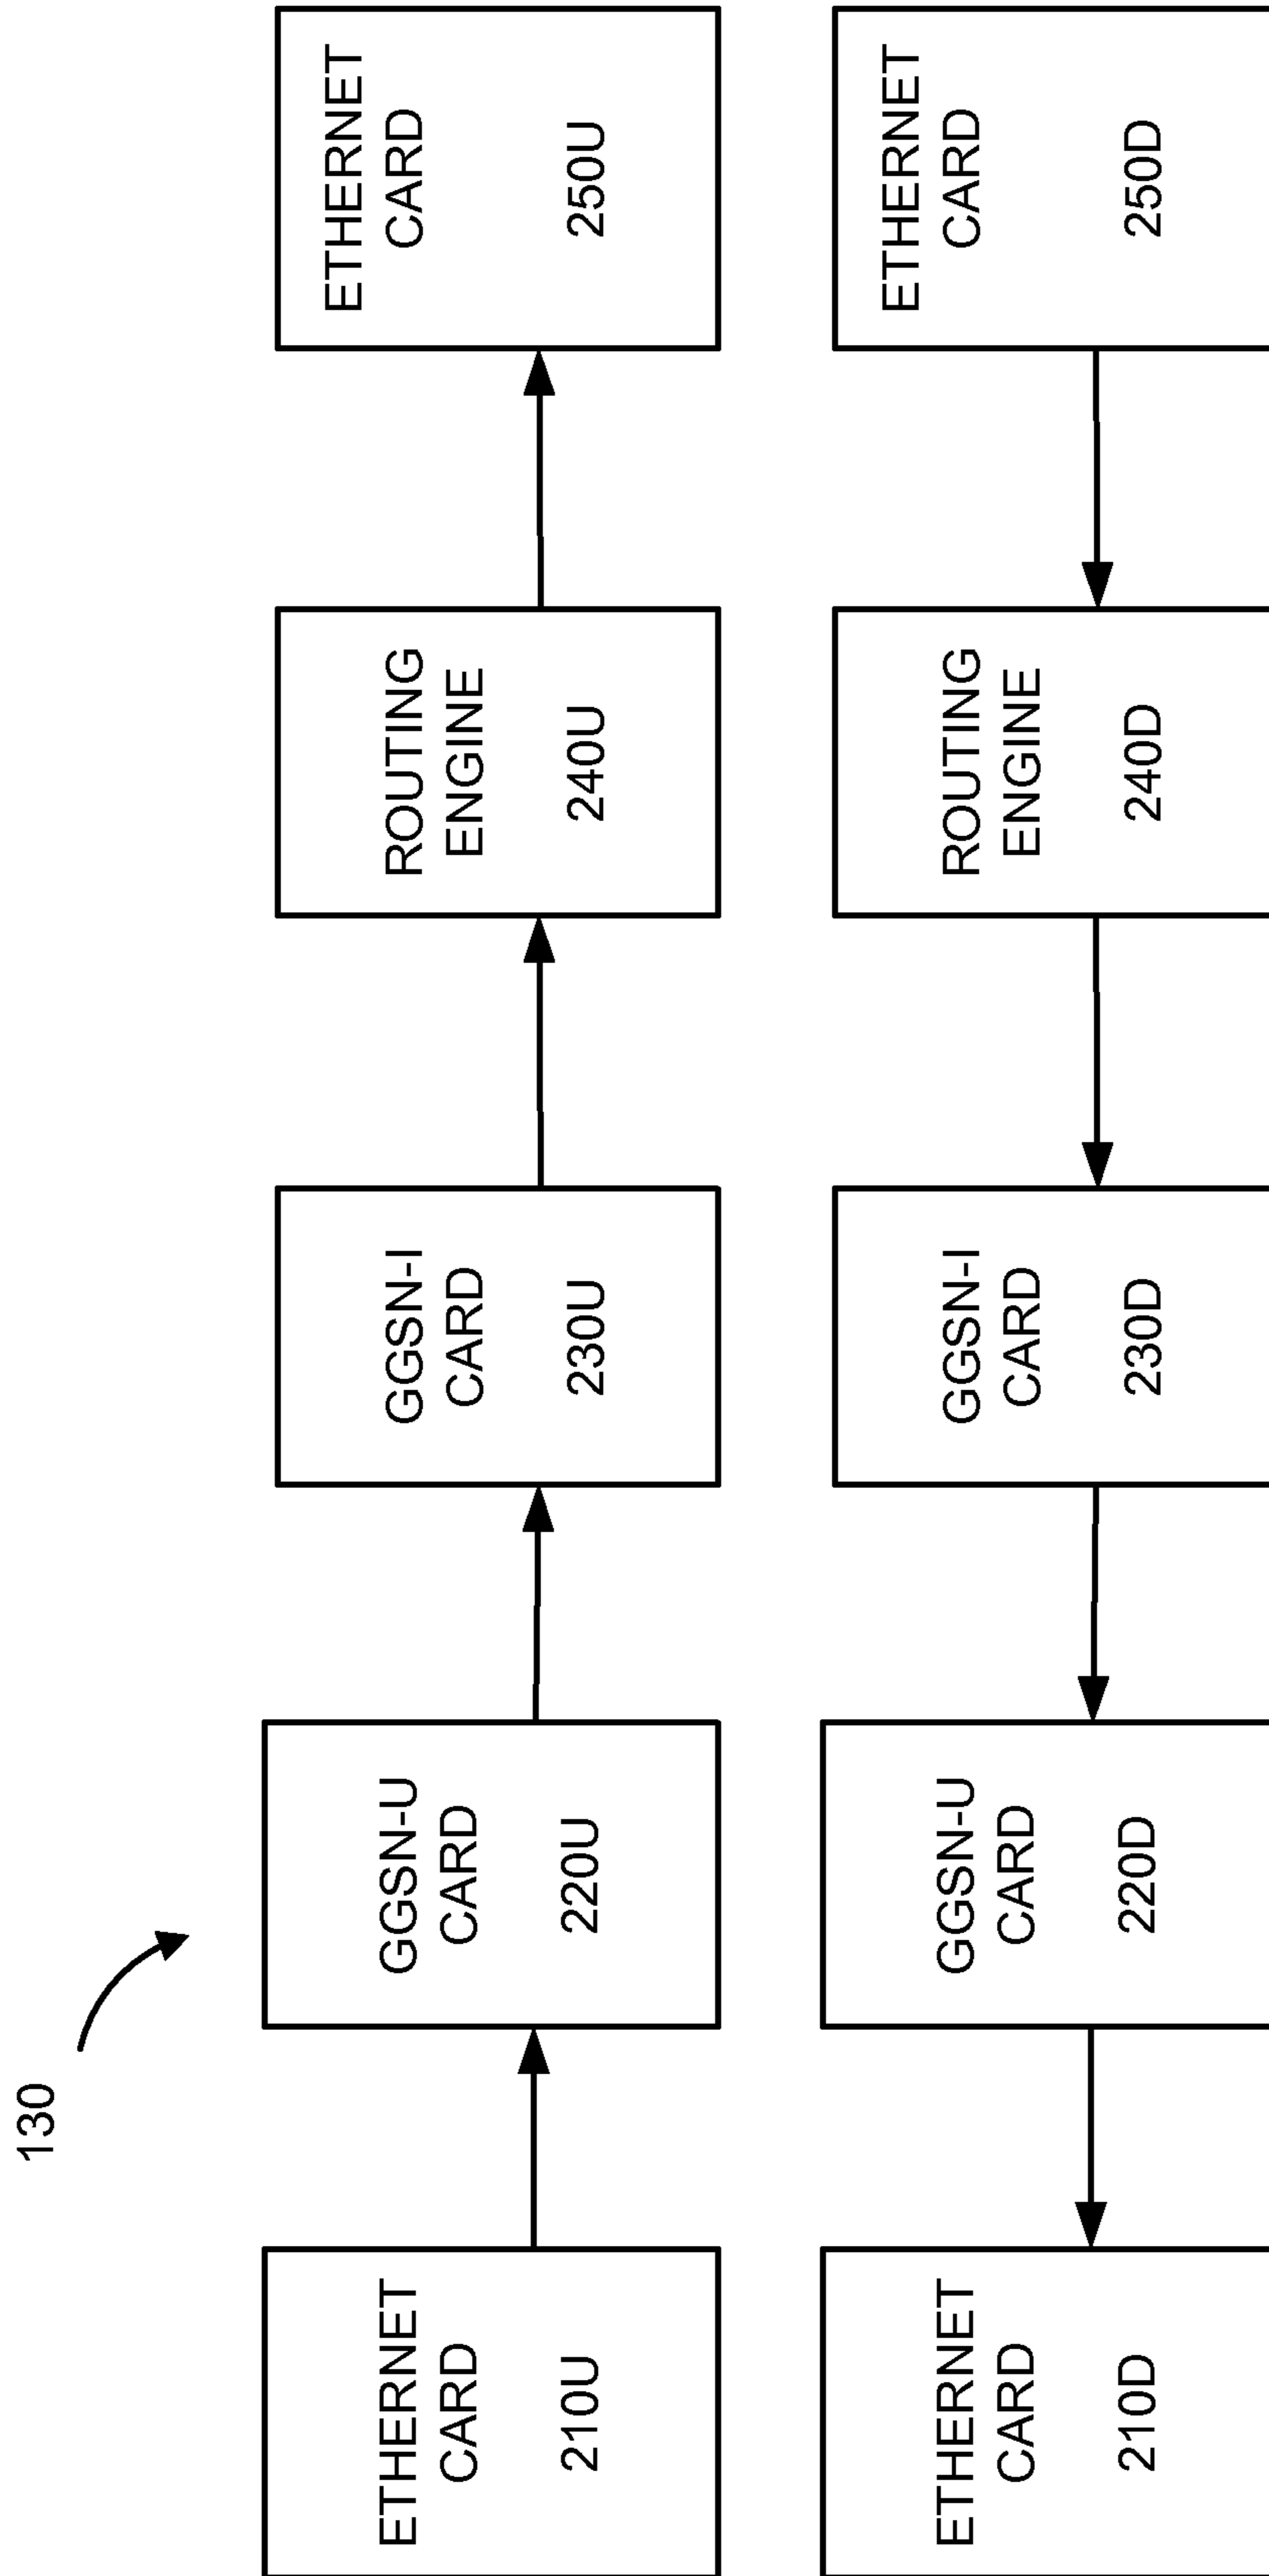 130
ETHERNET
CARD
210U
GGSN-U
CARD
220U
GGSN-I
CARD
230U
ROUTING
ENGINE
240U
ETHERNET
CARD
250U
ETHERNET
CARD
210D
GGSN-U
CARD
220D
GGSN-I
CARD
230D
ROUTING
ENGINE
240D
ETHERNET
CARD
250D